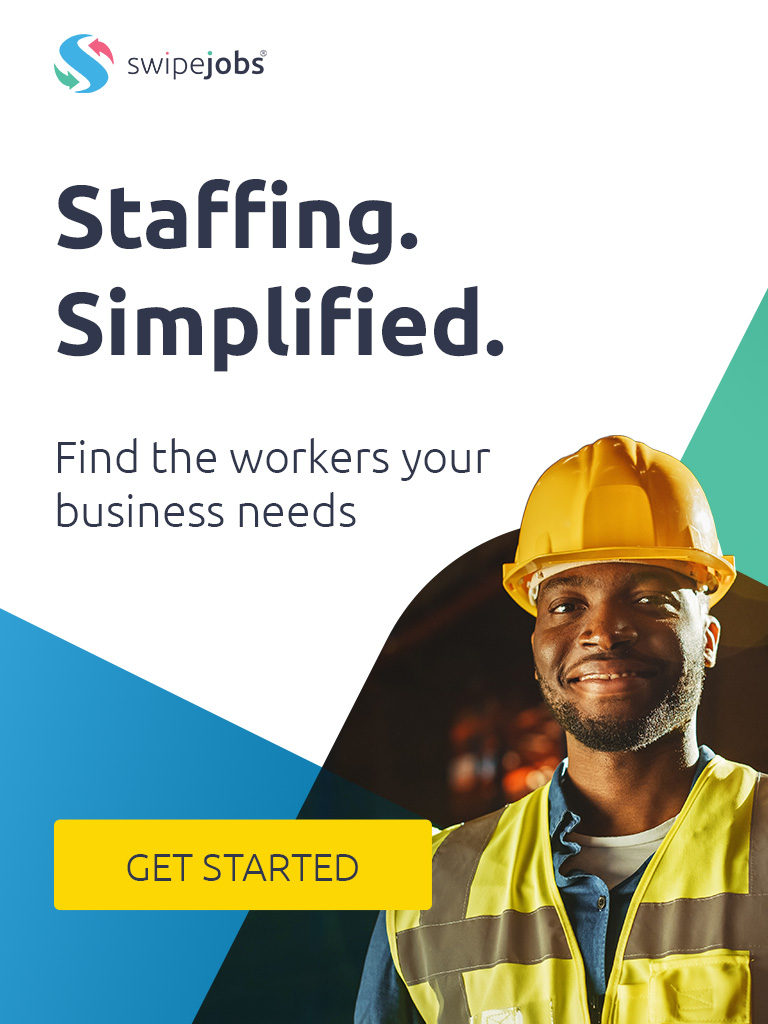 swipejobs®
Staffing.
Simplified.
Find the workers your
business needs
GET STARTED